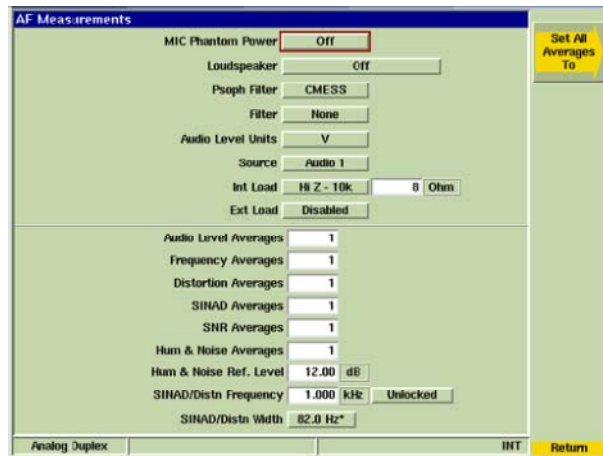 AF Measurements
MIC Phantom Power Off
Loudspeaker Off
Psoph Filter CMESS
Filter None
Audio Level Units V
Source Audio 1
Int Load Hi Z - 10k 8 Ohm
Ext Load Disabled
Audio Level Averages 1
Frequency Averages 1
Distortion Averages 1
SINAD Averages 1
SNR Averages 1
Hum & Noise Averages 1
Hum & Noise Ref. Level 12.00 dB
SINAD/Distn Frequency 1.000 kHz Unlocked
SINAD/Distn Width 82.0 Hz*
Analog Duplex INT
Set All
Averages
To
Return